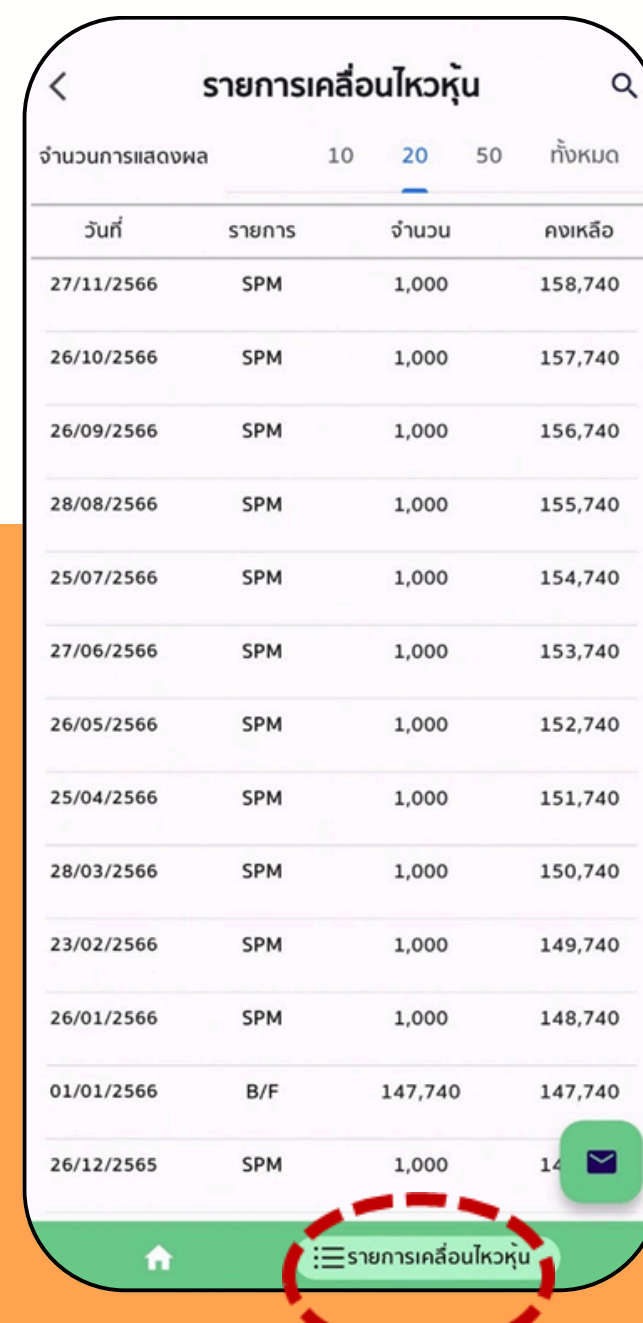 รายการเคลื่อนไหวหุ้น
จำนวนการแสดงผล 10 20 50 ทั้งหมด
วันที่ รายการ จำนวน คงเหลือ
27/11/2566 SPM 1,000 158,740
26/10/2566 SPM 1,000 157,740
26/09/2566 SPM 1,000 156,740
28/08/2566 SPM 1,000 155,740
25/07/2566 SPM 1,000 154,740
27/06/2566 SPM 1,000 153,740
26/05/2566 SPM 1,000 152,740
25/04/2566 SPM 1,000 151,740
28/03/2566 SPM 1,000 150,740
23/02/2566 SPM 1,000 149,740
26/01/2566 SPM 1,000 148,740
01/01/2566 B/F 147,740 147,740
26/12/2565 SPM 1,000
รายการเคลื่อนไหวหุ้น